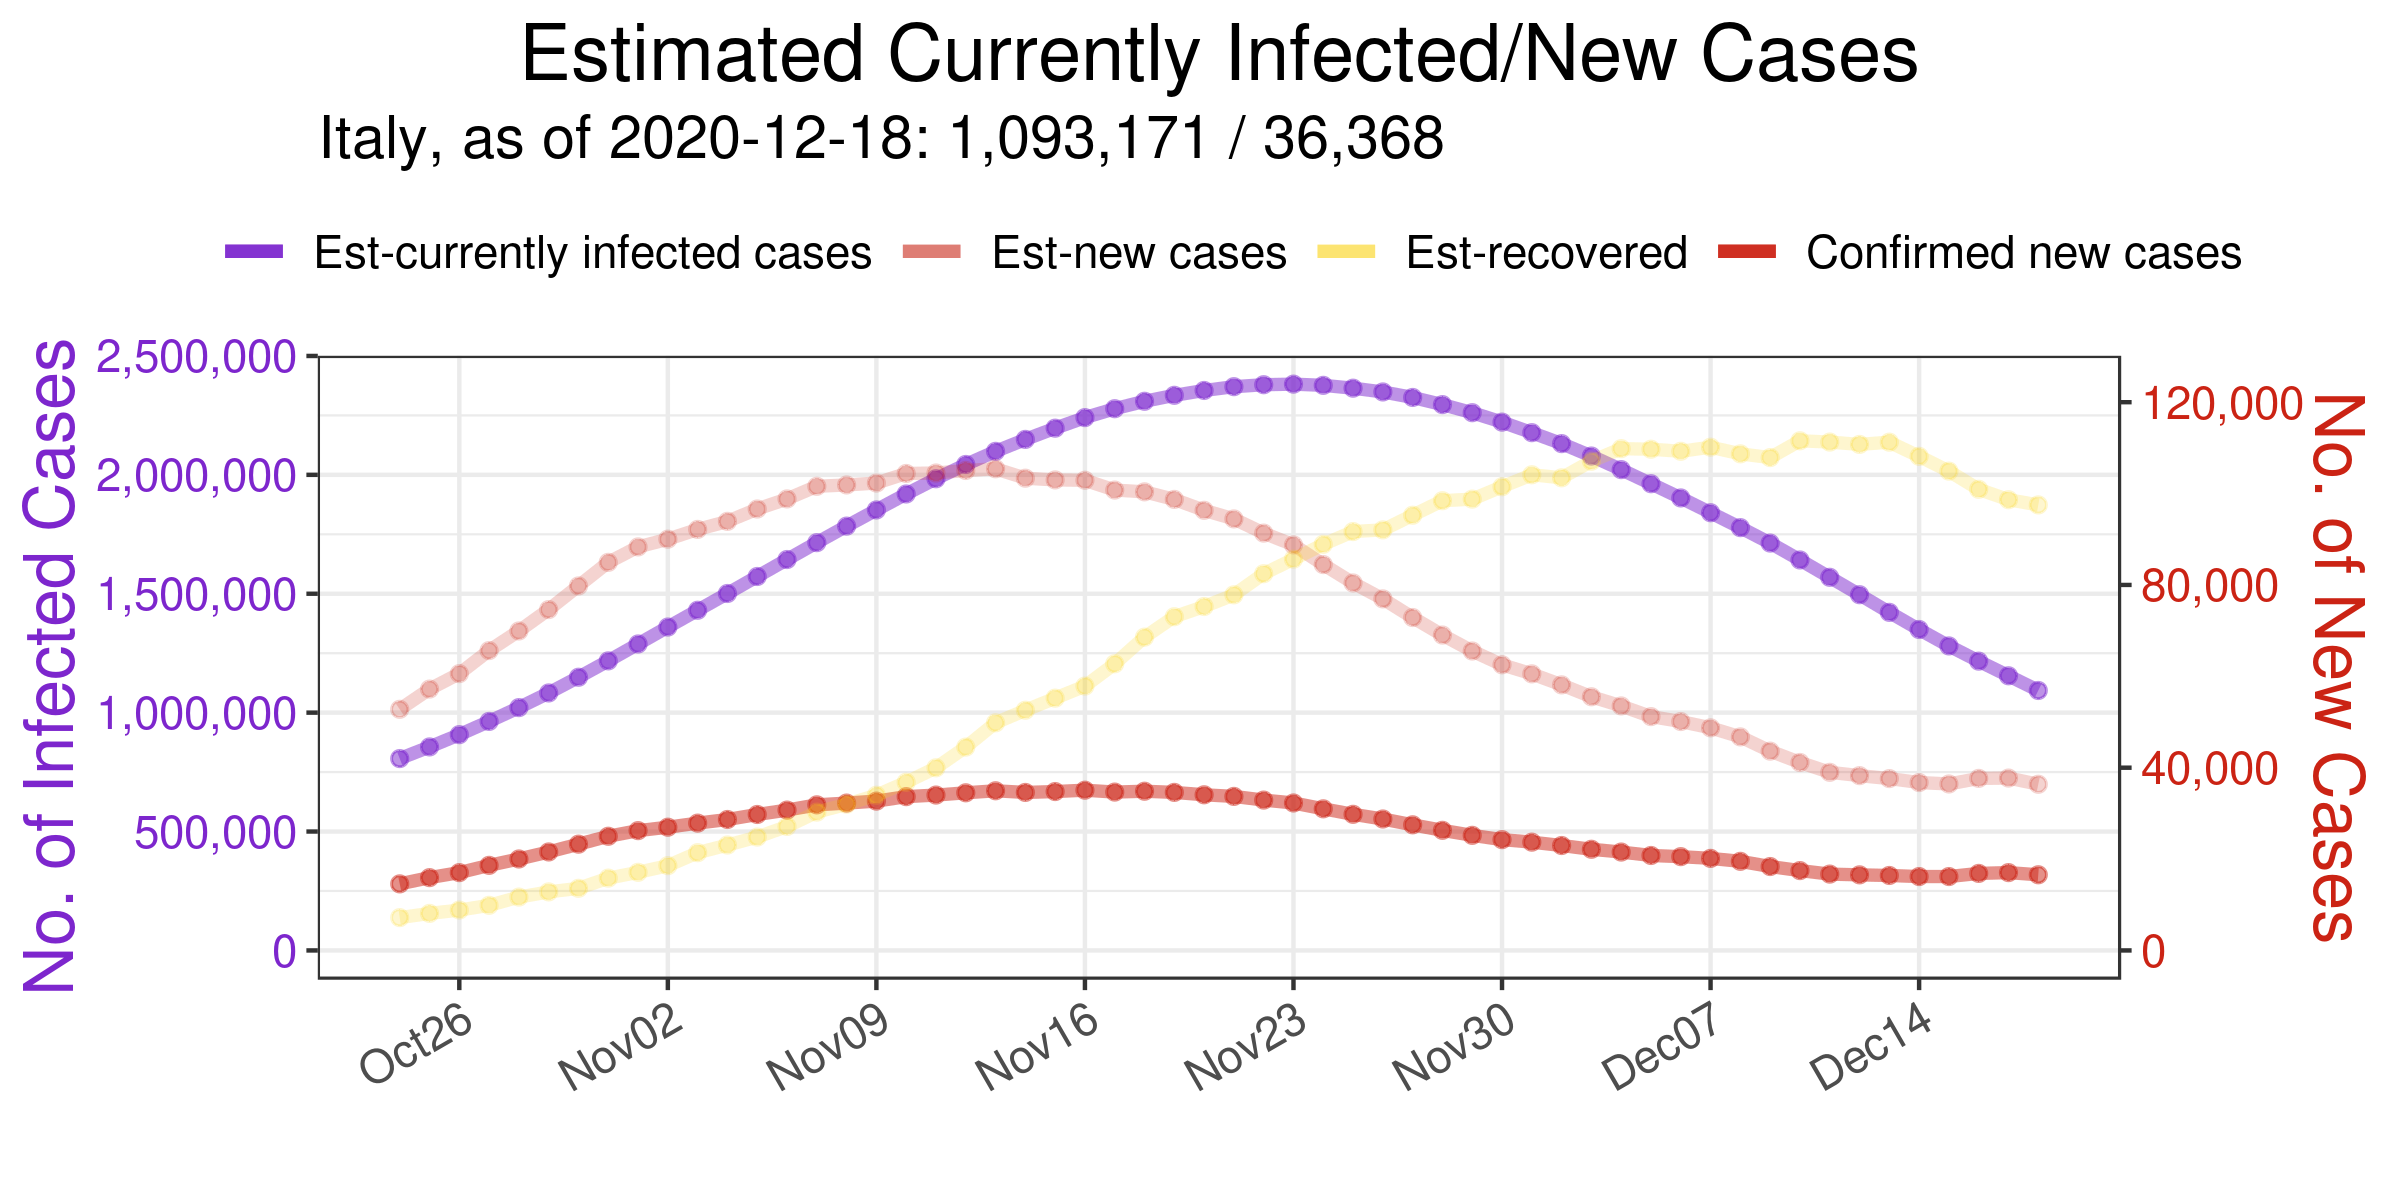 Estimated Currently Infected/New Cases
Italy, as of 2020-12-18: 1,093,171 / 36,368
Est-currently infected cases Est-new cases Est-recovered Confirmed new cases
No. of Infected Cases
2,500,000
2,000,000
1,500,000
1,000,000
500,000
0
120,000
80,000
40,000
0
No. of New Cases
Oct26 Nov02 Nov09 Nov16 Nov23 Nov30 Dec07 Dec14